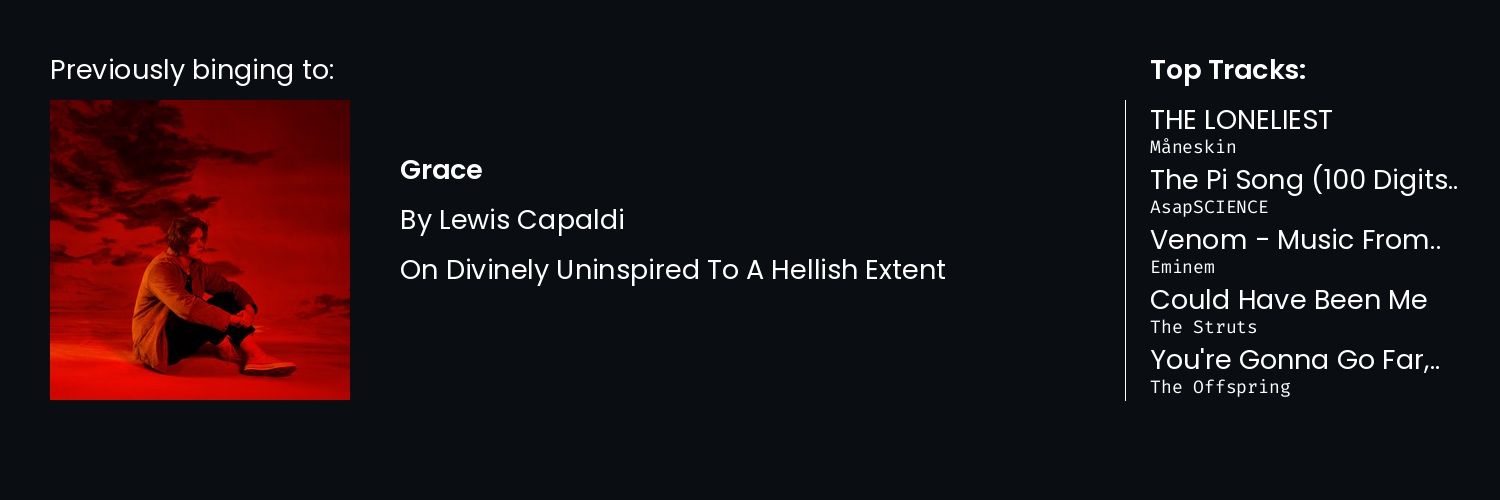 Previously binging to:
Grace
By Lewis Capaldi
On Divinely Uninspired To A Hellish Extent
Top Tracks:
THE LONELIEST
Måneskin
The Pi Song (100 Digits..
AsapSCIENCE
Venom - Music From..
Eminem
Could Have Been Me
The Struts
You're Gonna Go Far,..
The Offspring